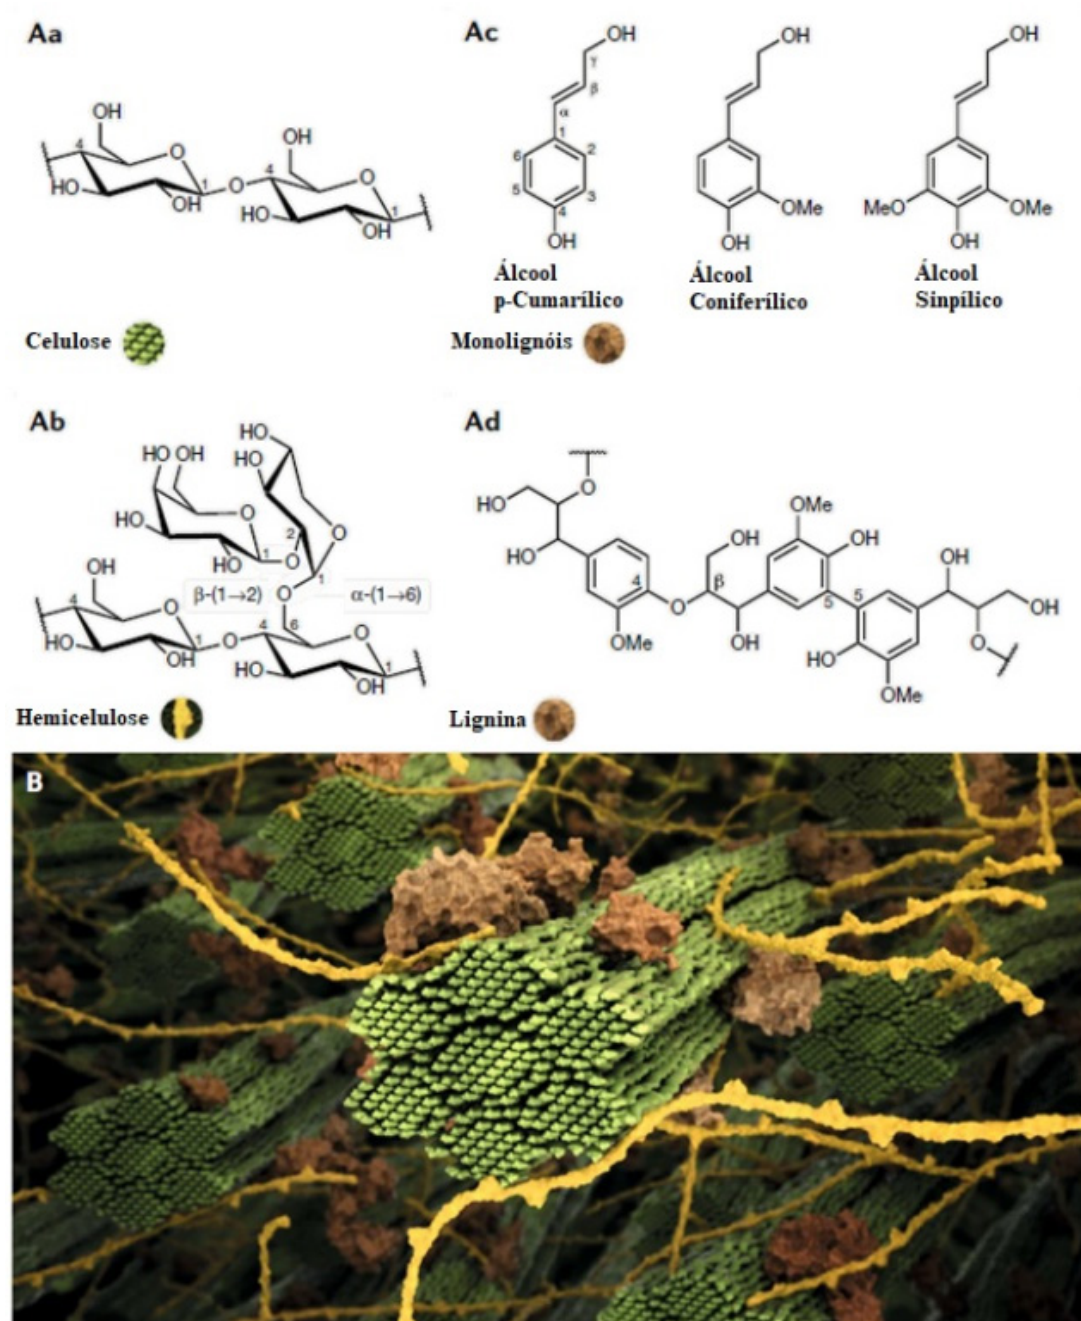 Aa
OH
4
O
HO
OH
1
O
OH
4
O
HO
OH
1
Celulose
Ac
OH
γ
β
α
1
6
2
5
3
4
OH
Álcool
p-Cumarílico
OH
OMe
OH
Álcool
Coniferílico
OH
MeO
OMe
OH
Álcool
Sinpílico
Monolignóis
Ab
HO
HO
HO OH
HO
O
HO
1
O
2
O
1
β-(1→2)
α-(1→6)
OH
4
O
HO
OH
1
O
O
4
6
O
HO
OH
1
Hemicelulose
Ad
HO
O
HO
4
OMe
O
HO
β
OH
OMe
OH
5
5
HO
OMe
OH
OH
O
Lignina
B